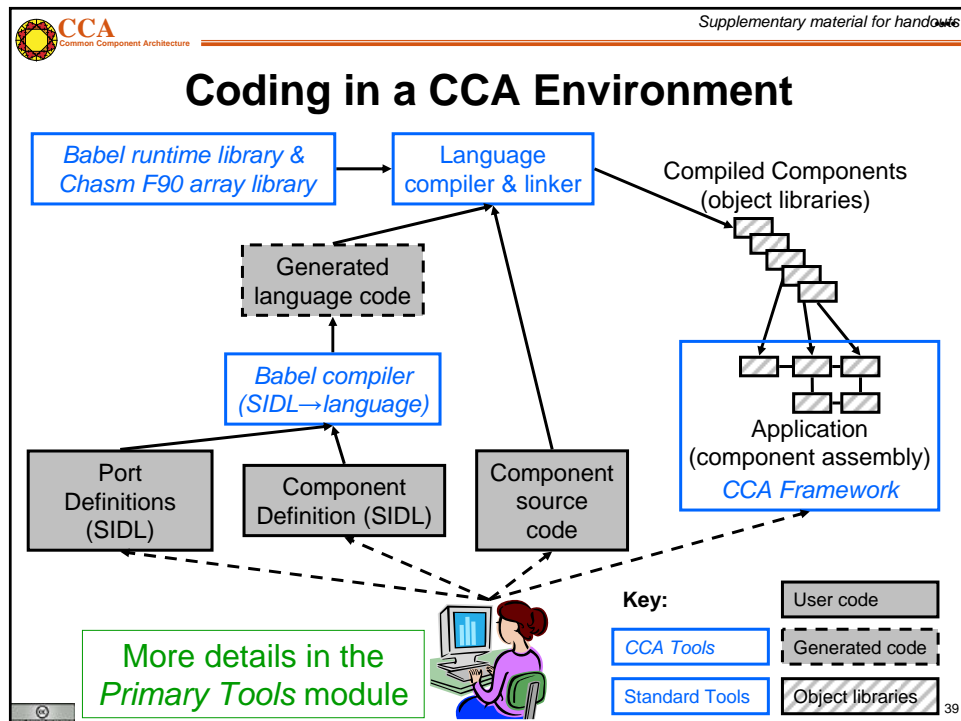 CCA
Common Component Architecture
Supplementary material for handouts
Coding in a CCA Environment
Babel runtime library &
Chasm F90 array library
Language
compiler & linker
Compiled Components
(object libraries)
Generated
language code
Babel compiler
(SIDL→language)
Application
(component assembly)
CCA Framework
Port
Definitions
(SIDL)
Component
Definition (SIDL)
Component
source
code
Key:
User code
CCA Tools
Generated code
Standard Tools
Object libraries
More details in the
Primary Tools module
cc
39